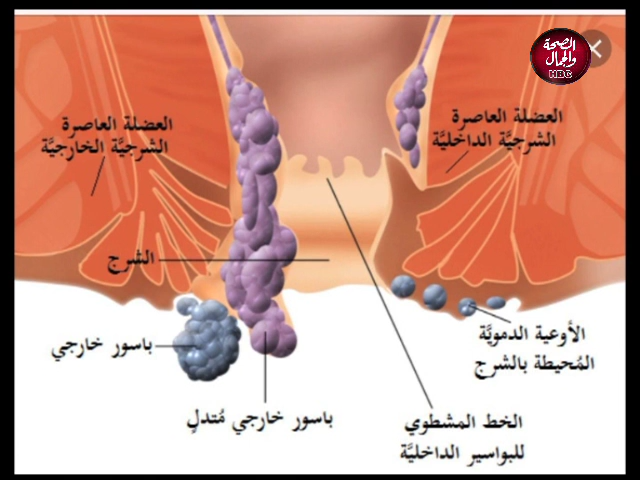 الصحة
والجمال
HBG
العضلة العاصرة
الشرجيَّة الداخليَّة
العضلة العاصرة
الشرجيَّة الخارجيَّة
الشرج
الأوعية الدمويَّة
المُحيطة بالشرج
باسور خارجي
باسور خارجي مُتدلٍ
الخط المشطوي
للبواسير الداخليَّة